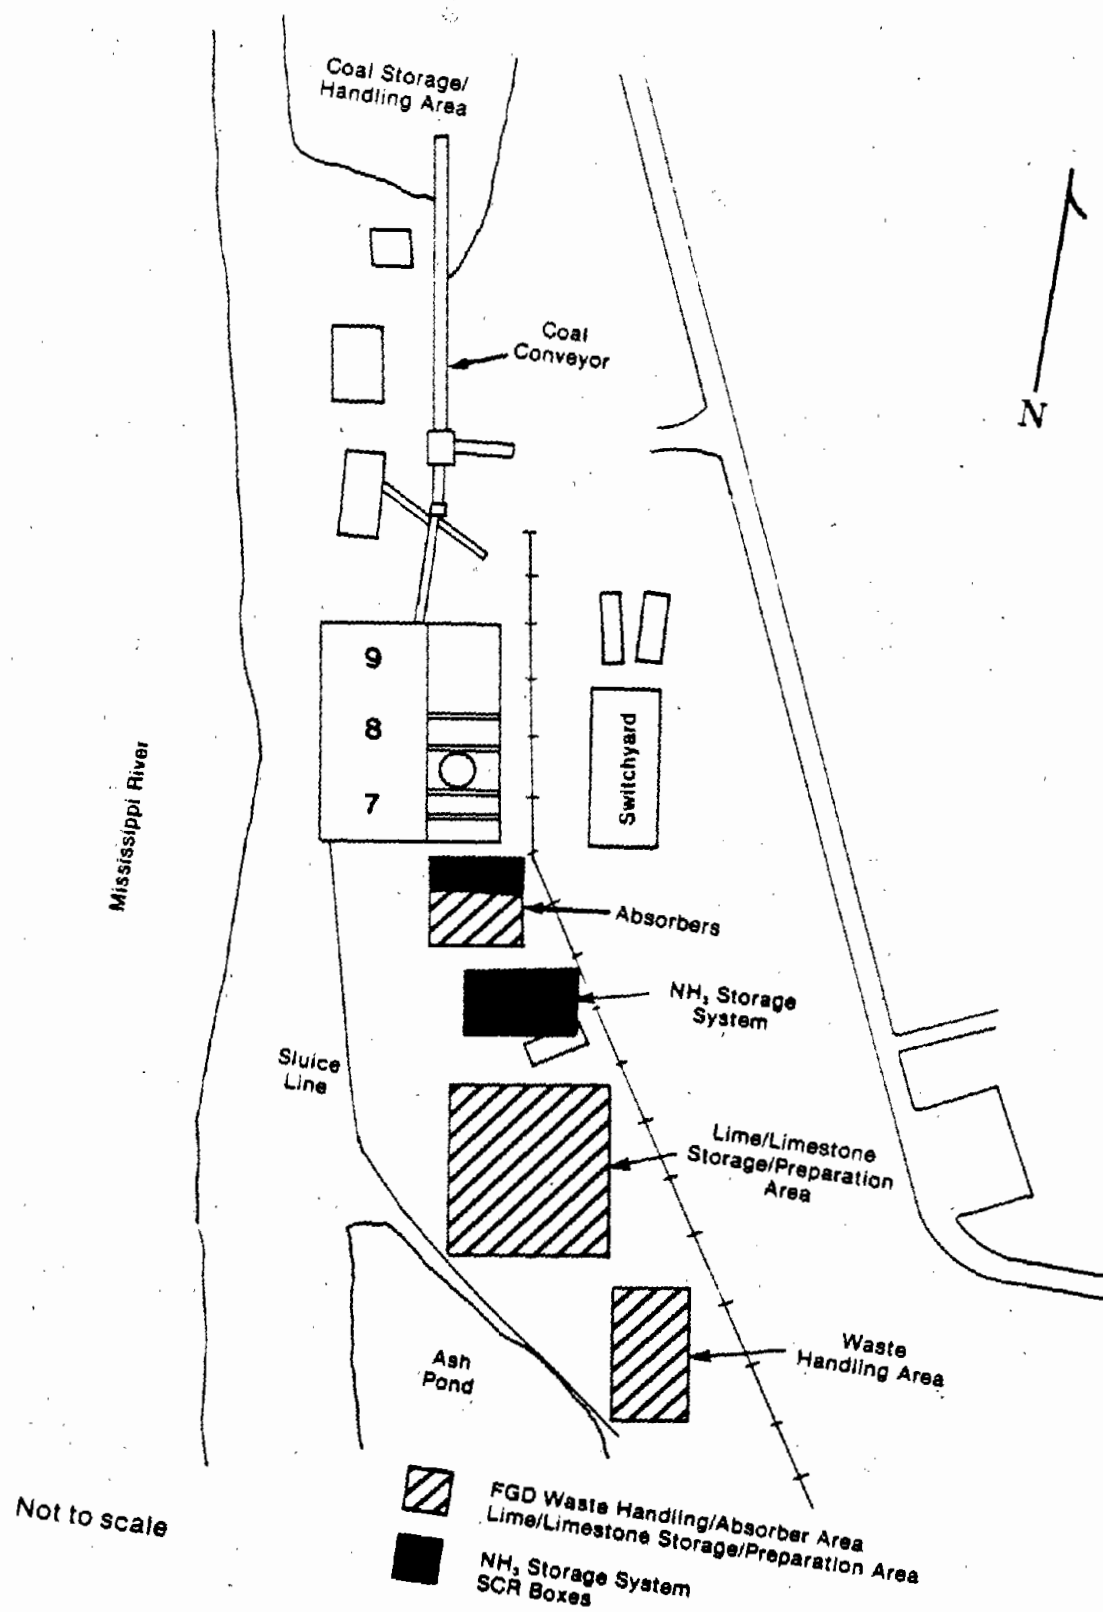 Coal Storage/
Handling Area
Coal
Conveyor
N
9
8
7
Switchyard
Mississippi River
Absorbers
NH₃ Storage
System
Sluice
Line
Lime/Limestone
Storage/Preparation
Area
Waste
Handling Area
Ash
Pond
Not to scale
FGD Waste Handling/Absorber Area
Lime/Limestone Storage/Preparation Area
NH₃ Storage System
SCR Boxes